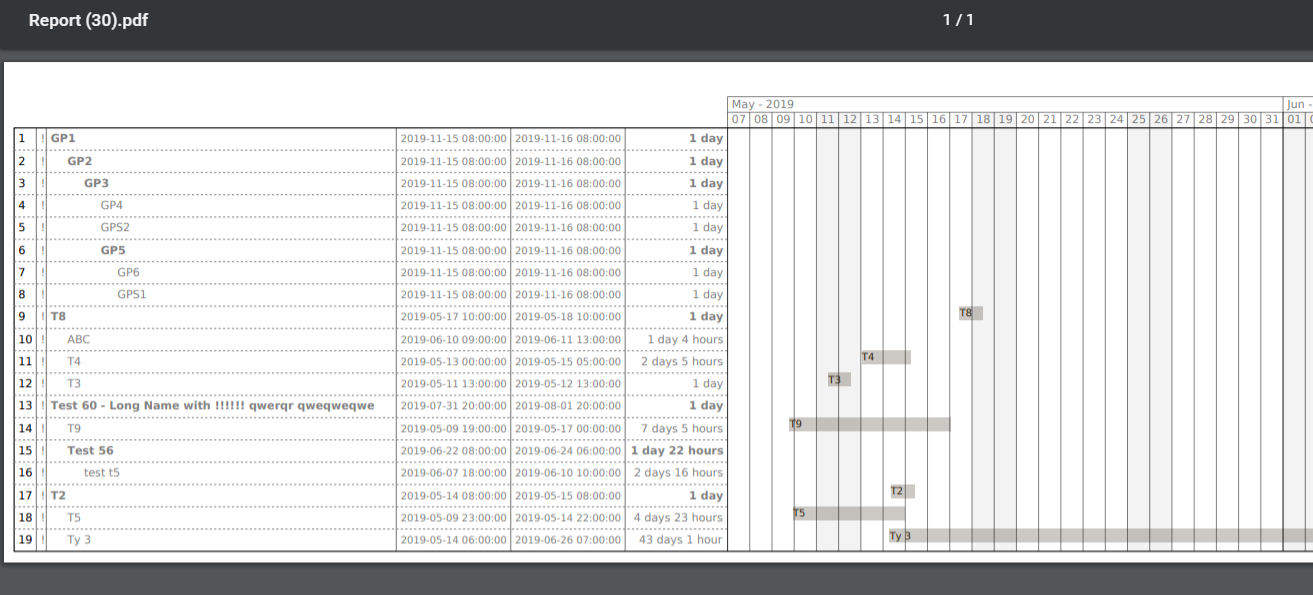 Report (30).pdf 1 / 1
May - 2019 Jun -
07 08 09 10 11 12 13 14 15 16 17 18 19 20 21 22 23 24 25 26 27 28 29 30 31 01
1 ! GP1 2019-11-15 08:00:00 2019-11-16 08:00:00 1 day
2 ! GP2 2019-11-15 08:00:00 2019-11-16 08:00:00 1 day
3 ! GP3 2019-11-15 08:00:00 2019-11-16 08:00:00 1 day
4 ! GP4 2019-11-15 08:00:00 2019-11-16 08:00:00 1 day
5 ! GPS2 2019-11-15 08:00:00 2019-11-16 08:00:00 1 day
6 ! GP5 2019-11-15 08:00:00 2019-11-16 08:00:00 1 day
7 ! GP6 2019-11-15 08:00:00 2019-11-16 08:00:00 1 day
8 ! GPS1 2019-11-15 08:00:00 2019-11-16 08:00:00 1 day
9 ! T8 2019-05-17 10:00:00 2019-05-18 10:00:00 1 day T8
10 ! ABC 2019-06-10 09:00:00 2019-06-11 13:00:00 1 day 4 hours
11 ! T4 2019-05-13 00:00:00 2019-05-15 05:00:00 2 days 5 hours T4
12 ! T3 2019-05-11 13:00:00 2019-05-12 13:00:00 1 day T3
13 ! Test 60 - Long Name with !!!!!! qwerqr qweqweqwe 2019-07-31 20:00:00 2019-08-01 20:00:00 1 day
14 ! T9 2019-05-09 19:00:00 2019-05-17 00:00:00 7 days 5 hours T9
15 ! Test 56 2019-06-22 08:00:00 2019-06-24 06:00:00 1 day 22 hours
16 ! test t5 2019-06-07 18:00:00 2019-06-10 10:00:00 2 days 16 hours
17 ! T2 2019-05-14 08:00:00 2019-05-15 08:00:00 1 day T2
18 ! T5 2019-05-09 23:00:00 2019-05-14 22:00:00 4 days 23 hours T5
19 ! Ty 3 2019-05-14 06:00:00 2019-06-26 07:00:00 43 days 1 hour Ty 3